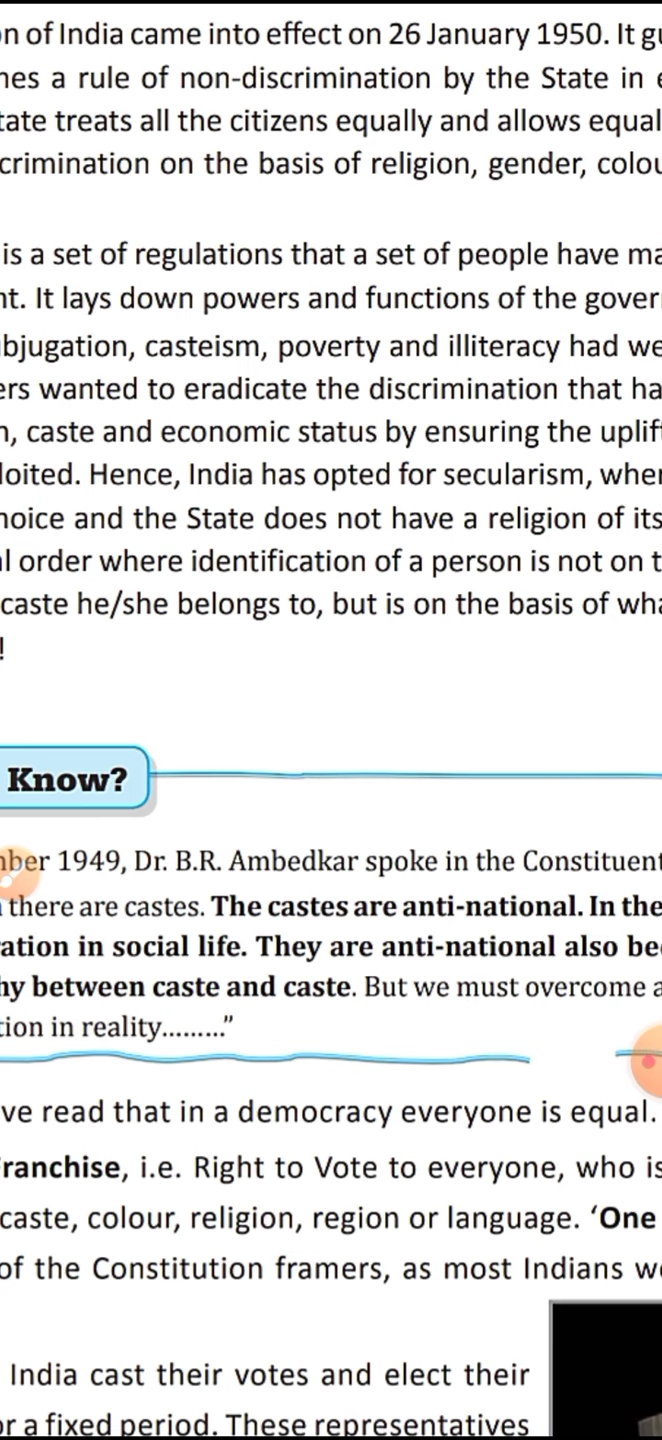 n of India came into effect on 26 January 1950. It gu
nes a rule of non-discrimination by the State in e
tate treats all the citizens equally and allows equal
crimination on the basis of religion, gender, colou
is a set of regulations that a set of people have ma
nt. It lays down powers and functions of the gover
bjugation, casteism, poverty and illiteracy had we
ers wanted to eradicate the discrimination that ha
n, caste and economic status by ensuring the uplift
loited. Hence, India has opted for secularism, wher
hoice and the State does not have a religion of its
al order where identification of a person is not on t
caste he/she belongs to, but is on the basis of wha
!
Know?
mber 1949, Dr. B.R. Ambedkar spoke in the Constituent
there are castes. The castes are anti-national. In the
ration in social life. They are anti-national also be
hy between caste and caste. But we must overcome a
tion in reality.........”
ve read that in a democracy everyone is equal.
Franchise, i.e. Right to Vote to everyone, who is
caste, colour, religion, region or language. ‘One
of the Constitution framers, as most Indians we
India cast their votes and elect their
or a fixed period. These representatives